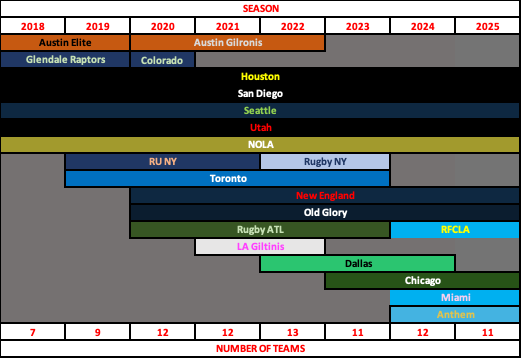 SEASON
2018 2019 2020 2021 2022 2023 2024 2025
Austin Elite Austin Gilronis
Glendale Raptors Colorado
Houston
San Diego
Seattle
Utah
NOLA
RU NY Rugby NY
Toronto
New England
Old Glory
Rugby ATL RFCLA
LA Giltinis
Dallas
Chicago
Miami
Anthem
7 9 12 12 13 11 12 11
NUMBER OF TEAMS